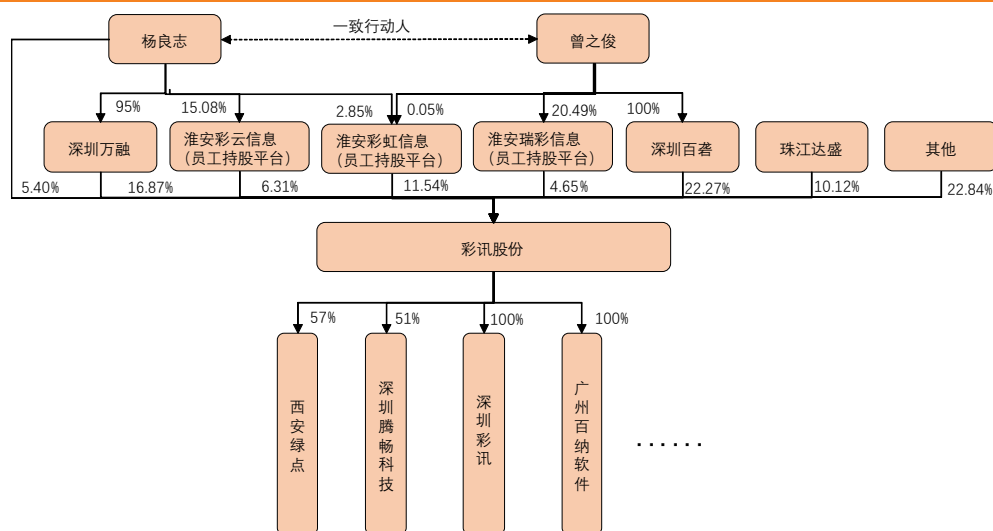 一致行动人
杨良志
曾之俊
95%
15.08%
2.85%
0.05%
20.49%
100%
深圳万融
淮安彩云信息
（员工持股平台）
淮安彩虹信息
（员工持股平台）
淮安瑞彩信息
（员工持股平台）
深圳百砻
珠江达盛
其他
5.40%
16.87%
6.31%
11.54%
4.65%
22.27%
10.12%
22.84%
彩讯股份
57%
51%
100%
100%
西安绿点
深圳腾畅科技
深圳彩讯
广州百纳软件
......